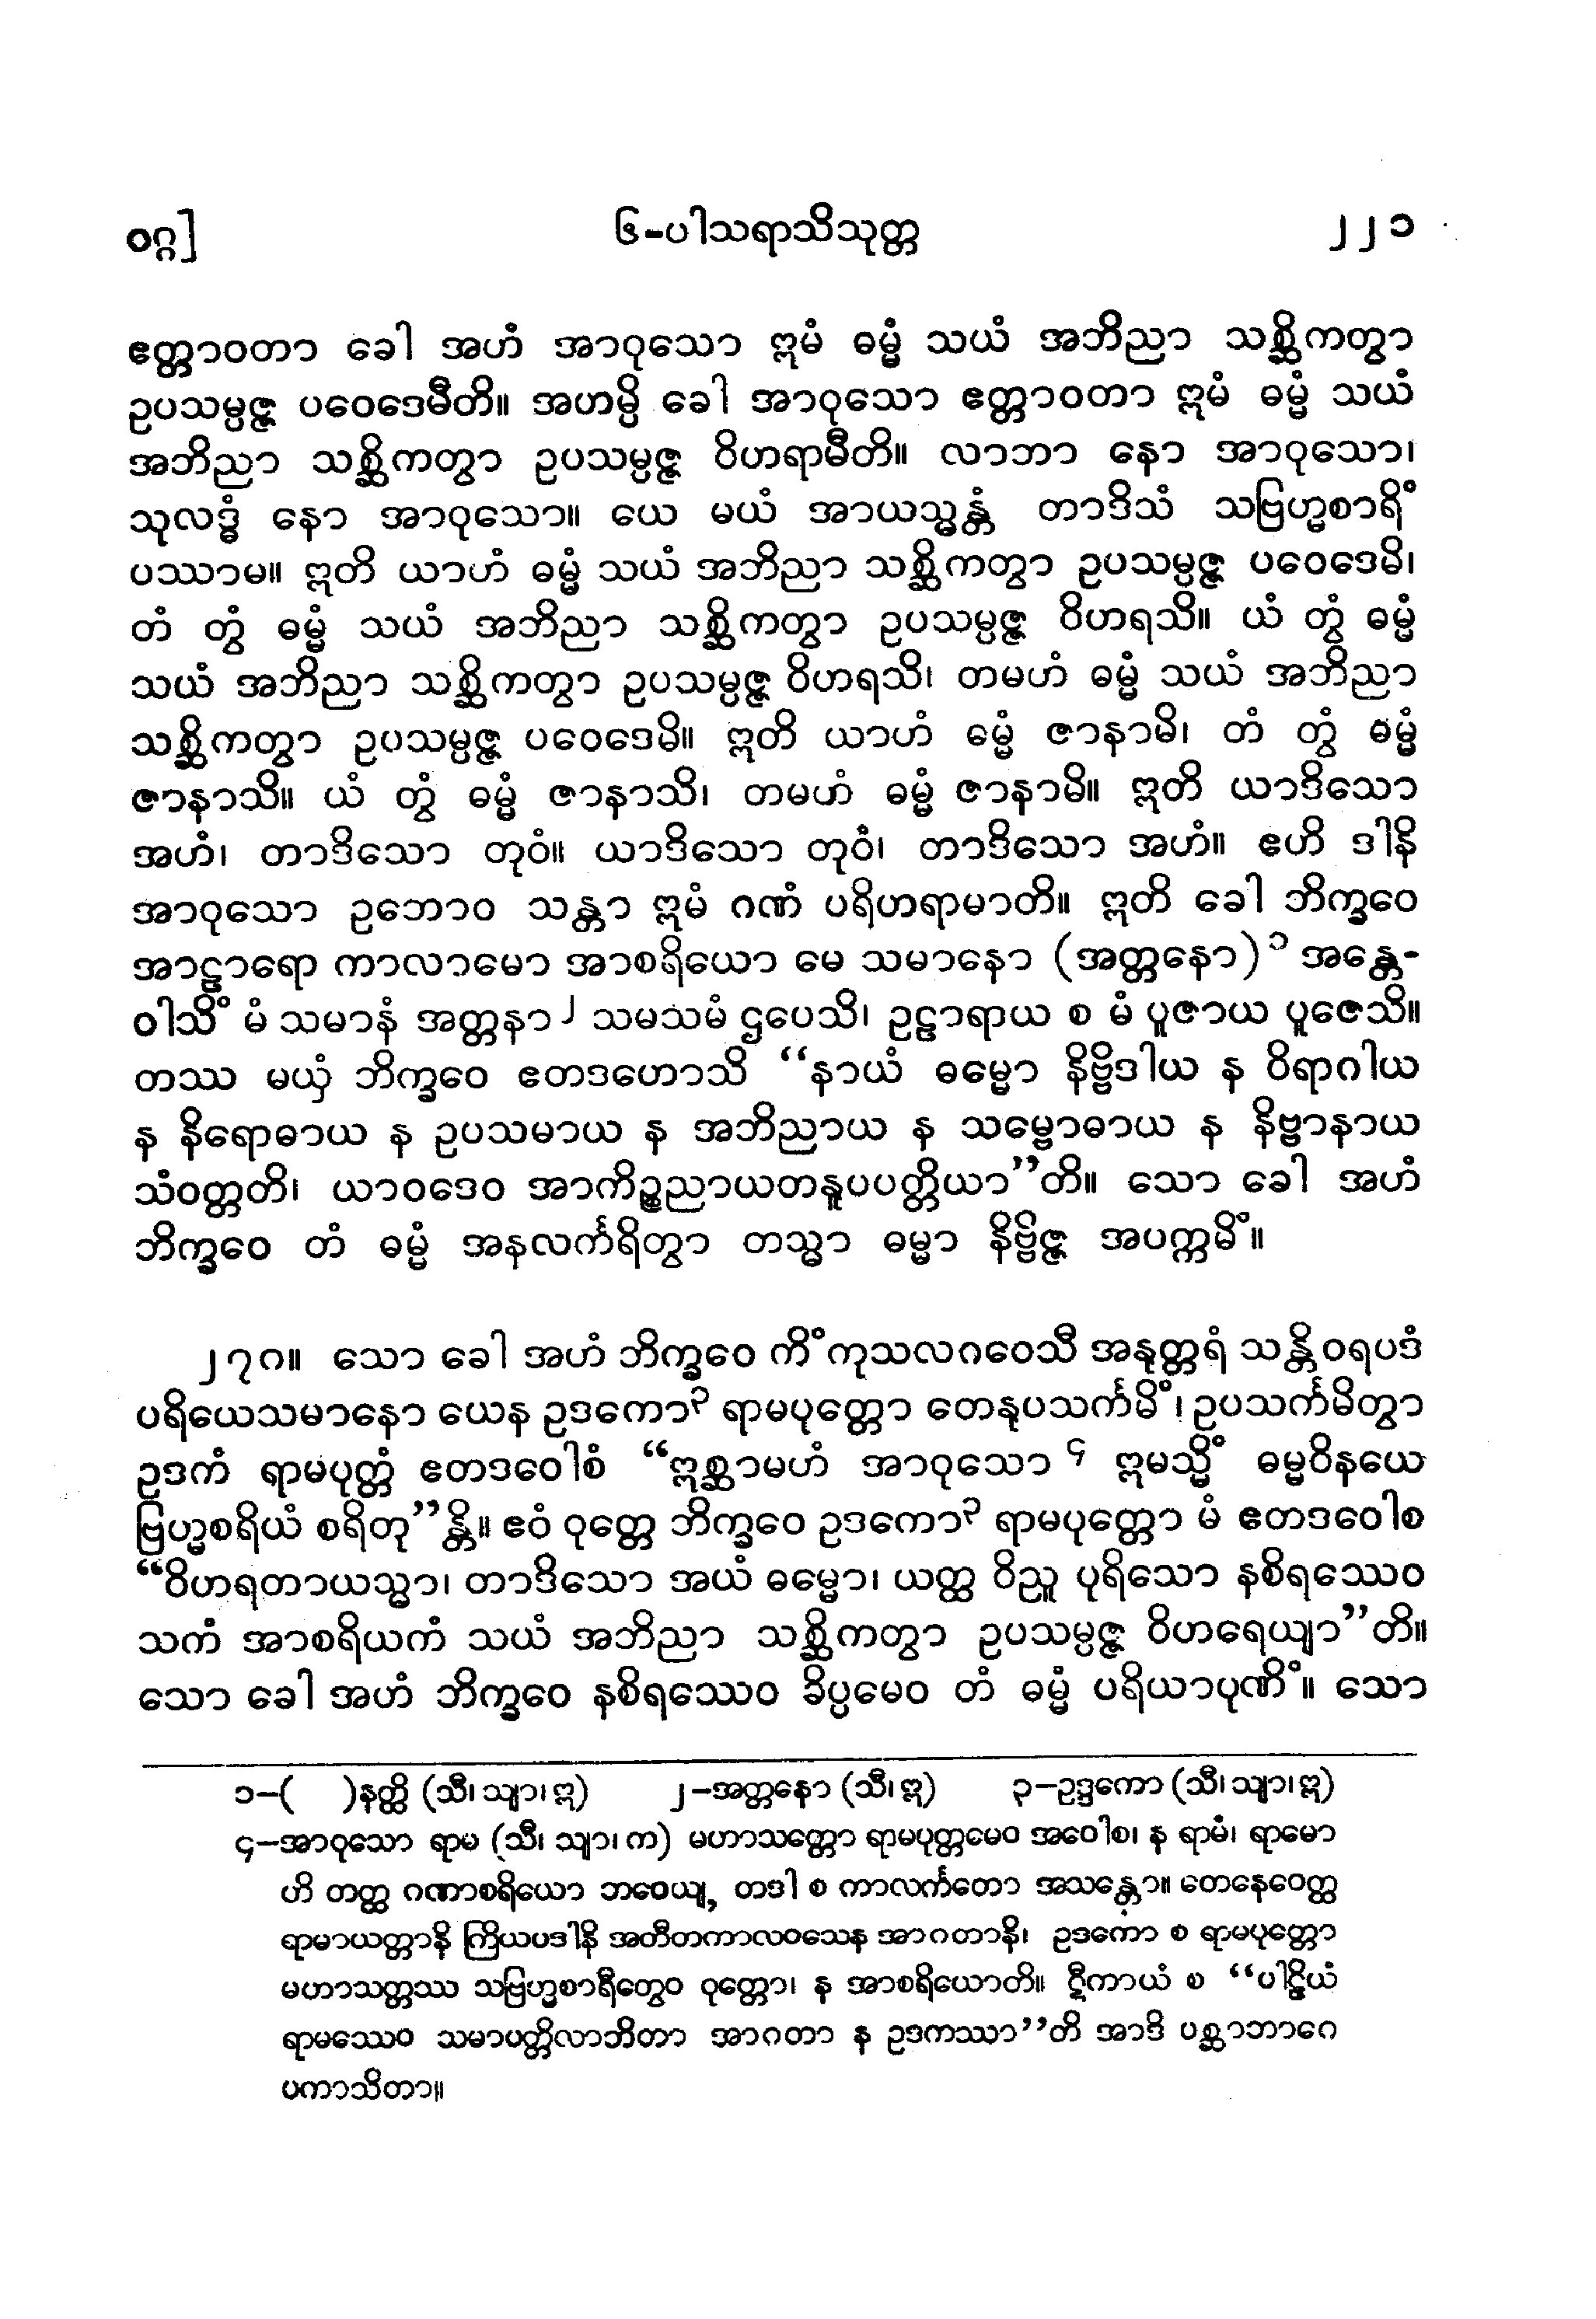 ဝဂ္ဂ]
၆-ပါသရာသိသုတ္တ
၂၂၁
ဧတ္တာဝတာ ခေါ အဟံ အာဝုသော ဣမံ ဓမ္မံ သယံ အဘိညာ သစ္ဆိကတွာ
ဥပသမ္ပဇ္ဇ ပဝေဒေမီတိ။ အဟမ္ပိ ခေါ အာဝုသော ဧတ္တာဝတာ ဣမံ ဓမ္မံ သယံ
အဘိညာ သစ္ဆိကတွာ ဥပသမ္ပဇ္ဇ ဝိဟရာမီတိ။ လာဘာ နော အာဝုသော၊
သုလဒ္ဓံ နော အာဝုသော။ ယေ မယံ အာယသ္မန္တံ တာဒိသံ သဗြဟ္မစာရိံ
ပဿာမ။ ဣတိ ယာဟံ ဓမ္မံ သယံ အဘိညာ သစ္ဆိကတွာ ဥပသမ္ပဇ္ဇ ပဝေဒေမိ၊
တံ တွံ ဓမ္မံ သယံ အဘိညာ သစ္ဆိကတွာ ဥပသမ္ပဇ္ဇ ဝိဟရသိ။ ယံ တွံ ဓမ္မံ
သယံ အဘိညာ သစ္ဆိကတွာ ဥပသမ္ပဇ္ဇ ဝိဟရသိ၊ တမဟံ ဓမ္မံ သယံ အဘိညာ
သစ္ဆိကတွာ ဥပသမ္ပဇ္ဇ ပဝေဒေမိ။ ဣတိ ယာဟံ ဓမ္မံ ဇာနာမိ၊ တံ တွံ ဓမ္မံ
ဇာနာသိ။ ယံ တွံ ဓမ္မံ ဇာနာသိ၊ တမဟံ ဓမ္မံ ဇာနာမိ။ ဣတိ ယာဒိသော
အဟံ၊ တာဒိသော တုဝံ။ ယာဒိသော တုဝံ၊ တာဒိသော အဟံ။ ဧဟိ ဒါနိ
အာဝုသော ဥဘောဝ သန္တာ ဣမံ ဂဏံ ပရိဟရာမာတိ။ ဣတိ ခေါ ဘိက္ခဝေ
အာဠာရော ကာလာမော အာစရိယော မေ သမာနော (အတ္တနော)၁ အန္တေ-
ဝါသိံ မံ သမာနံ အတ္တနာ၂ သမသမံ ဌပေသိ၊ ဥဠာရာယ စ မံ ပူဇာယ ပူဇေသိ။
တဿ မယှံ ဘိက္ခဝေ ဧတဒဟောသိ “နာယံ ဓမ္မော နိဗ္ဗိဒါယ န ဝိရာဂါယ
န နိရောဓာယ န ဥပသမာယ န အဘိညာယ န သမ္ဗောဓာယ န နိဗ္ဗာနာယ
သံဝတ္တတိ၊ ယာဝဒေဝ အာကိဉ္စညာယတနူပပတ္တိယာ”တိ။ သော ခေါ အဟံ
ဘိက္ခဝေ တံ ဓမ္မံ အနလင်္ကရိတွာ တသ္မာ ဓမ္မာ နိဗ္ဗိဇ္ဇ အပက္ကမိံ။
၂၇၈။ သော ခေါ အဟံ ဘိက္ခဝေ ကိံကုသလဂဝေသီ အနုတ္တရံ သန္တိဝရပဒံ
ပရိယေသမာနော ယေန ဥဒကော၃ ရာမပုတ္တော တေနုပသင်္ကမိံ၊ ဥပသင်္ကမိတွာ
ဥဒကံ ရာမပုတ္တံ ဧတဒဝေါစံ “ဣစ္ဆာမဟံ အာဝုသော၄ ဣမသ္မိံ ဓမ္မဝိနယေ
ဗြဟ္မစရိယံ စရိတု”န္တိ။ ဧဝံ ဝုတ္တေ ဘိက္ခဝေ ဥဒကော၃ ရာမပုတ္တော မံ ဧတဒဝေါစ
“ဝိဟရတာယသ္မာ၊ တာဒိသော အယံ ဓမ္မော၊ ယတ္ထ ဝိညူ ပုရိသော နစိရဿေဝ
သကံ အာစရိယကံ သယံ အဘိညာ သစ္ဆိကတွာ ဥပသမ္ပဇ္ဇ ဝိဟရေယျာ”တိ။
သော ခေါ အဟံ ဘိက္ခဝေ နစိရဿေဝ ခိပ္ပမေဝ တံ ဓမ္မံ ပရိယာပုဏိံ။ သော
၁-( )နတ္ထိ (သီ၊ သျာ၊ ဣ) ၂-အတ္တနော (သီ၊ ဣ) ၃-ဥဒ္ဒကော (သီ၊ သျာ၊ ဣ)
၄-အာဝုသော ရာမ (သီ၊ သျာ၊ က) မဟာသတ္တော ရာမပုတ္တမေဝ အဝေါစ၊ န ရာမံ၊ ရာမော
ဟိ တတ္ထ ဂဏာစရိယော ဘဝေယျ, တဒါ စ ကာလင်္ကတော အသန္တော။ တေနေဝေတ္ထ
ရာမာယတ္တာနိ ကြိယပဒါနိ အတီတကာလဝသေန အာဂတာနိ၊ ဥဒကော စ ရာမပုတ္တော
မဟာသတ္တဿ သဗြဟ္မစာရီတွေဝ ဝုတ္တော၊ န အာစရိယောတိ။ ဋီကာယံ စ “ပါဠိယံ
ရာမဿေဝ သမာပတ္တိလာဘိတာ အာဂတာ န ဥဒကဿာ”တိ အာဒိ ပစ္ဆာဘာဂေ
ပကာသိတာ။